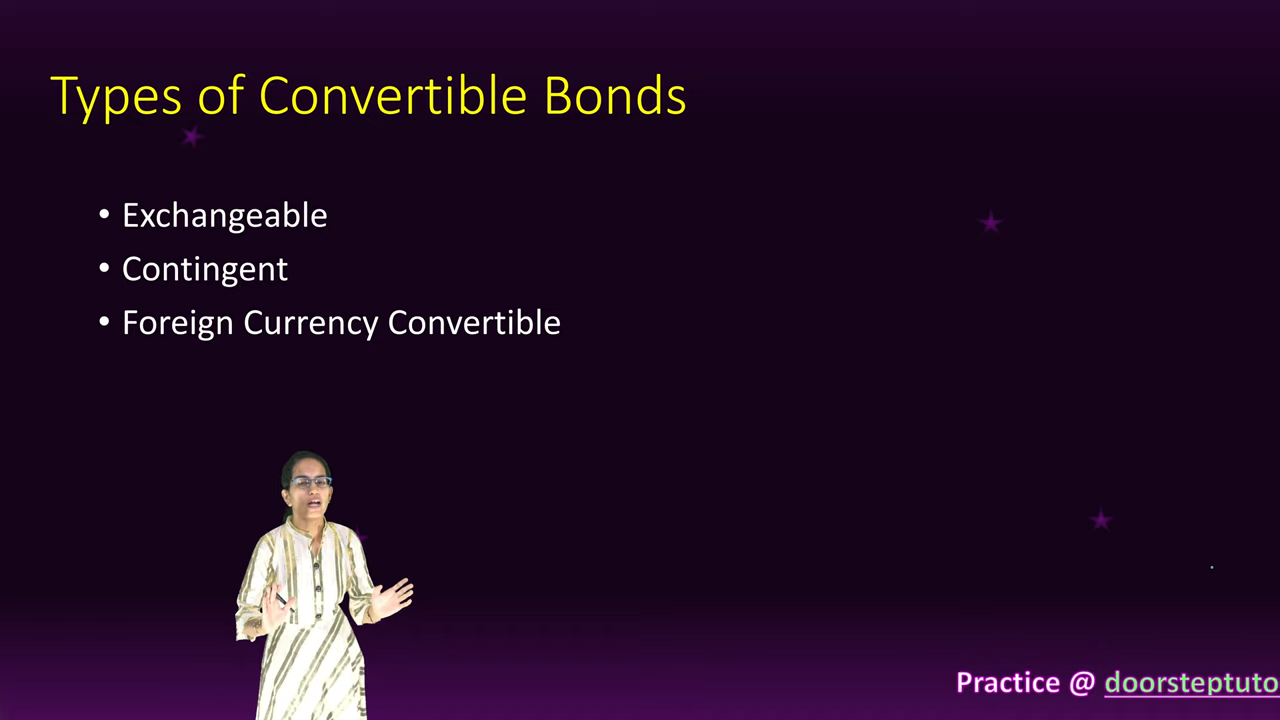 Types of Convertible Bonds
• Exchangeable
• Contingent
• Foreign Currency Convertible
Practice @ doorsteptuto